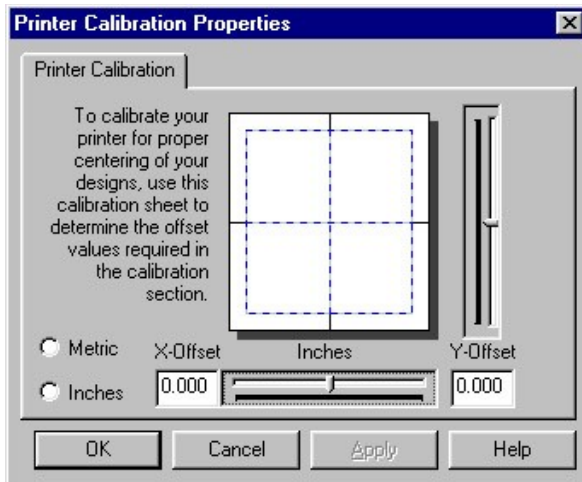 Printer Calibration Properties
Printer Calibration
To calibrate your
printer for proper
centering of your
designs, use this
calibration sheet to
determine the offset
values required in
the calibration
section.
Metric
X-Offset
Inches
Y-Offset
Inches
0.000
0.000
OK
Cancel
Apply
Help